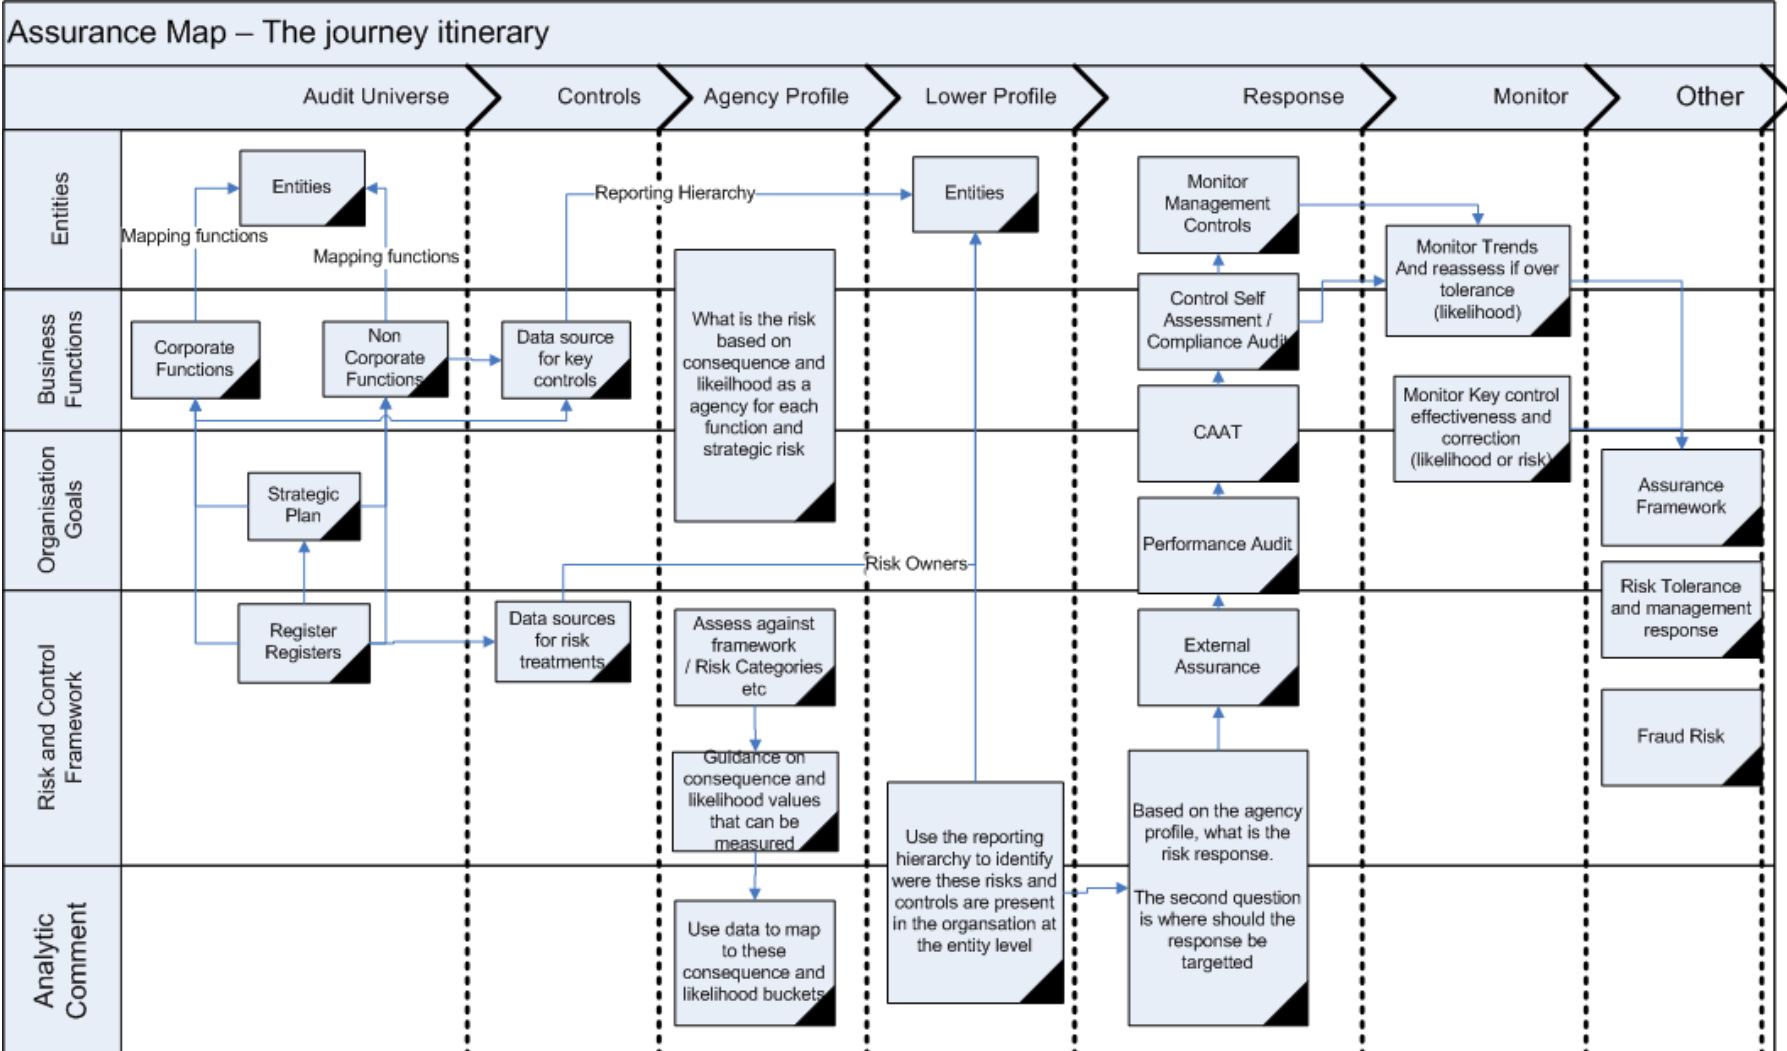 Assurance Map – The journey itinerary
Audit Universe
Controls
Agency Profile
Lower Profile
Response
Monitor
Other
Entities
Entities
Mapping functions
Mapping functions
Reporting Hierarchy
Entities
Monitor
Management
Controls
Monitor Trends
And reassess if over
tolerance
(likelihood)
Business
Functions
Corporate
Functions
Non
Corporate
Functions
Data source
for key
controls
What is the risk
based on
consequence and
likeilhood as a
agency for each
function and
strategic risk
Control Self
Assessment /
Compliance Audit
CAAT
Monitor Key control
effectiveness and
correction
(likelihood or risk)
Organisation
Goals
Strategic
Plan
Risk Owners
Performance Audit
Assurance
Framework
Risk Tolerance
and management
response
Risk and Control
Framework
Register
Registers
Data sources
for risk
treatments
Assess against
framework
/ Risk Categories
etc
Guidance on
consequence and
likelihood values
that can be
measured
External
Assurance
Fraud Risk
Analytic
Comment
Use data to map
to these
consequence and
likelihood buckets
Use the reporting
hierarchy to identify
were these risks and
controls are present
in the organsation at
the entity level
Based on the agency
profile, what is the
risk response.
The second question
is where should the
response be
targetted